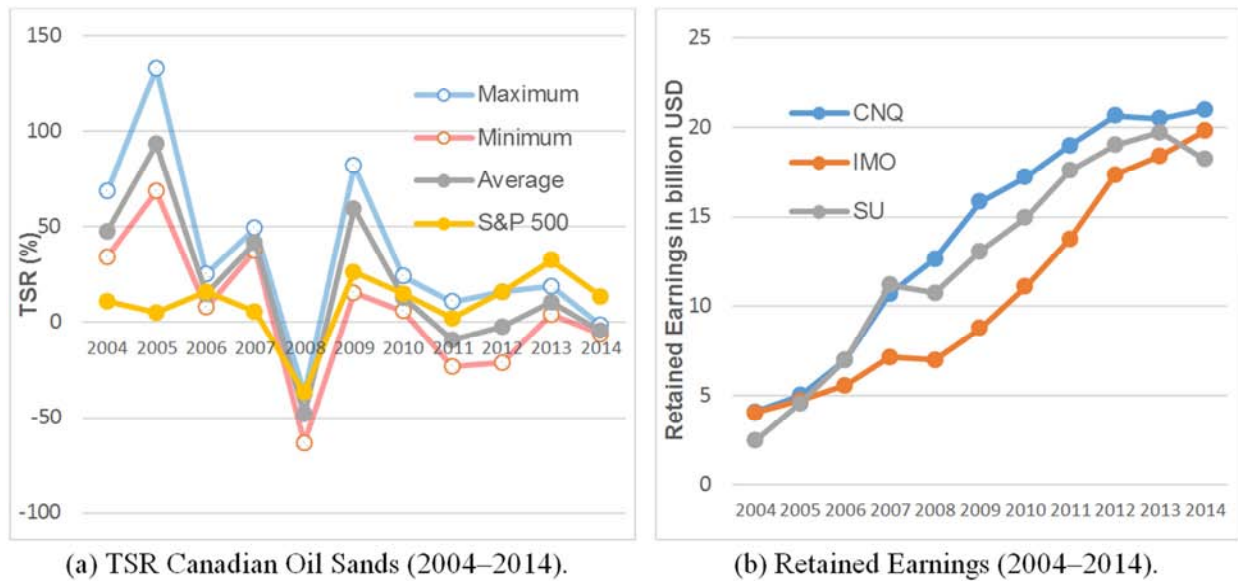 150
100
50
0
-50
-100
TSR (%)
Maximum
Minimum
Average
S&P 500
2004 2005 2006 2007 2008 2009 2010 2011 2012 2013 2014
(a) TSR Canadian Oil Sands (2004–2014).
25
20
15
10
5
0
Retained Earnings in billion USD
CNQ
IMO
SU
2004 2005 2006 2007 2008 2009 2010 2011 2012 2013 2014
(b) Retained Earnings (2004–2014).